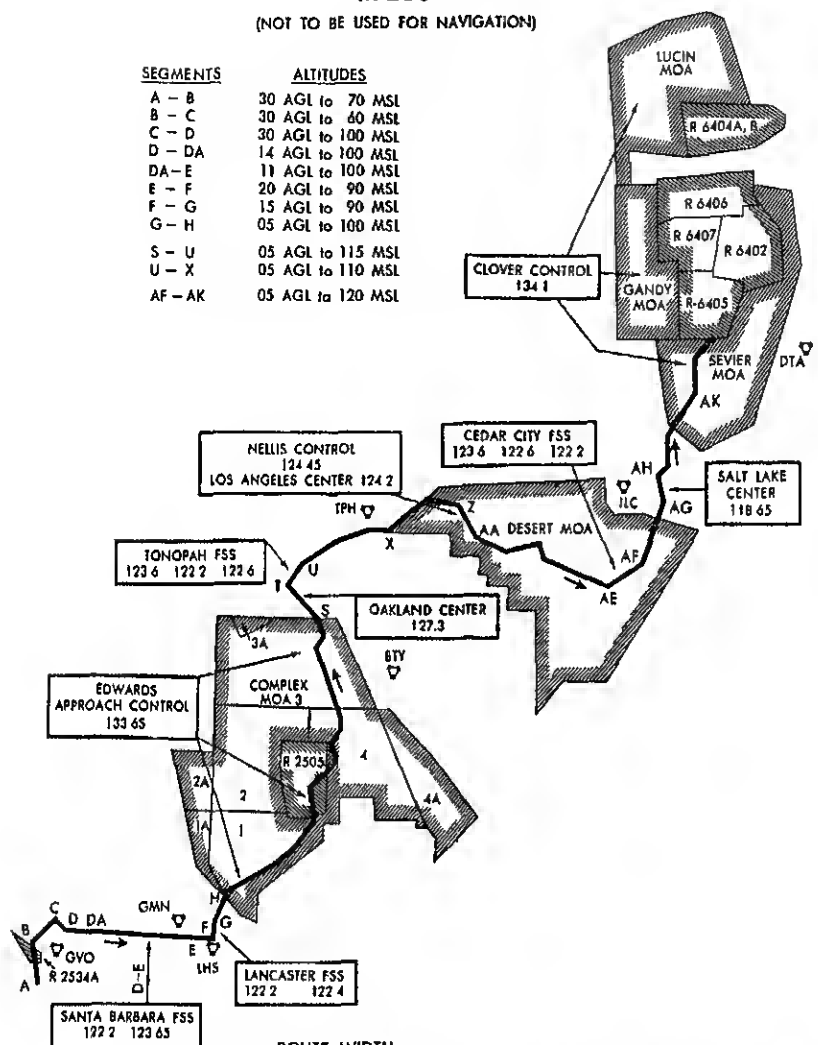 (NOT TO BE USED FOR NAVIGATION)
SEGMENTS ALTITUDES
A – B 30 AGL to 70 MSL
B – C 30 AGL to 60 MSL
C – D 30 AGL to 100 MSL
D – DA 14 AGL to 100 MSL
DA – E 11 AGL to 100 MSL
E – F 20 AGL to 90 MSL
F – G 15 AGL to 90 MSL
G – H 05 AGL to 100 MSL
S – U 05 AGL to 115 MSL
U – X 05 AGL to 110 MSL
AF – AK 05 AGL to 120 MSL
LUCIN
MOA
R 6404A, B
R 6406
R 6407
R 6402
CLOVER CONTROL
134 1
GANDY
MOA
R-6405
SEVIER
MOA
DTA
AK
NELLIS CONTROL
124 45
LOS ANGELES CENTER 124 2
CEDAR CITY FSS
123 6 122 6 122 2
AH
SALT LAKE
CENTER
118 65
TPH
Z
ILC
AG
AA
DESERT MOA
X
TONOPAH FSS
123 6 122 2 122 6
U
AF
T
AE
S
OAKLAND CENTER
127.3
3A
BTY
EDWARDS
APPROACH CONTROL
133 65
COMPLEX
MOA 3
R 2505
4
2A
2
4A
1A
1
H
GMN
C
D DA
F
G
B
GVO
E
LHS
R 2534A
A
D-E
LANCASTER FSS
122 2 122 4
SANTA BARBARA FSS
122 2 123 65
ROUTE WIDTH